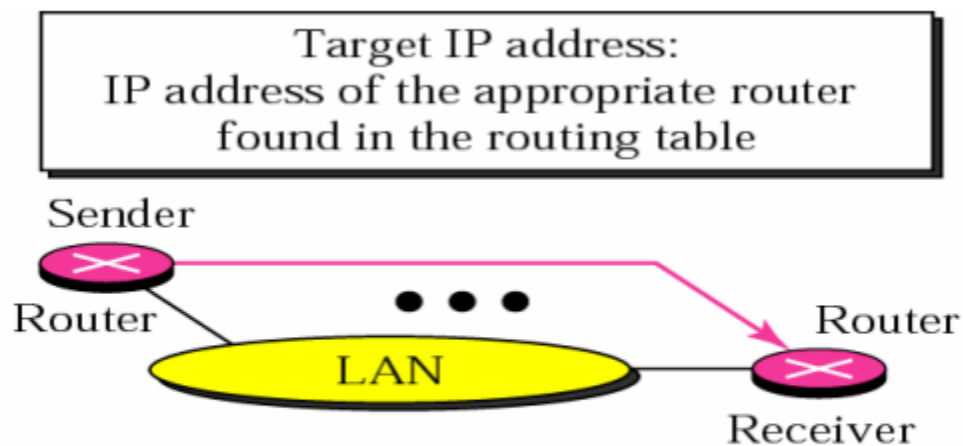 Target IP address:
IP address of the appropriate router
found in the routing table
Sender
Router
LAN
Router
Receiver